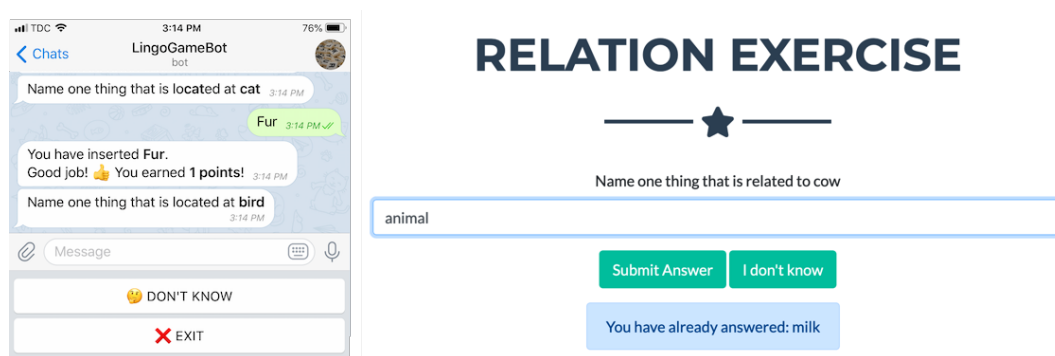 TDC 3:14 PM 76%
Chats LingoGameBot
bot
Name one thing that is located at cat 3:14 PM
Fur 3:14 PM
You have inserted Fur.
Good job! 👍 You earned 1 points! 3:14 PM
Name one thing that is located at bird
3:14 PM
Message
🤔 DON'T KNOW
❌ EXIT
RELATION EXERCISE
Name one thing that is related to cow
animal
Submit Answer I don't know
You have already answered: milk